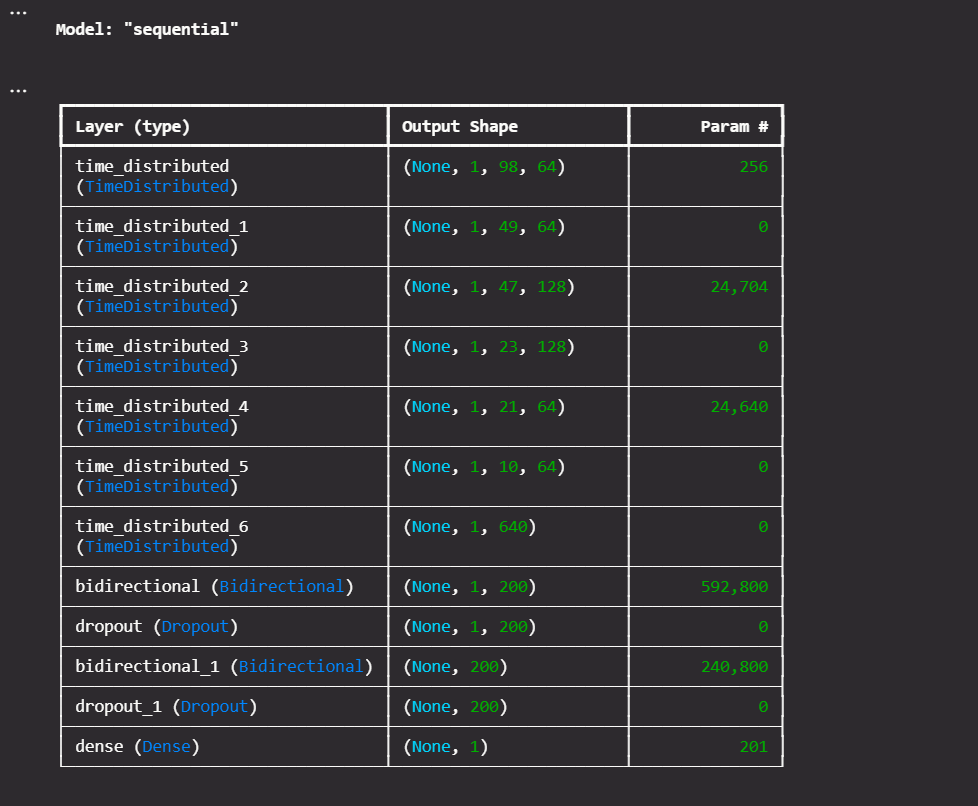 ...
Model: "sequential"
...
Layer (type) Output Shape Param #
time_distributed (None, 1, 98, 64) 256
(TimeDistributed)
time_distributed_1 (None, 1, 49, 64) 0
(TimeDistributed)
time_distributed_2 (None, 1, 47, 128) 24,704
(TimeDistributed)
time_distributed_3 (None, 1, 23, 128) 0
(TimeDistributed)
time_distributed_4 (None, 1, 21, 64) 24,640
(TimeDistributed)
time_distributed_5 (None, 1, 10, 64) 0
(TimeDistributed)
time_distributed_6 (None, 1, 640) 0
(TimeDistributed)
bidirectional (Bidirectional) (None, 1, 200) 592,800
dropout (Dropout) (None, 1, 200) 0
bidirectional_1 (Bidirectional) (None, 200) 240,800
dropout_1 (Dropout) (None, 200) 0
dense (Dense) (None, 1) 201